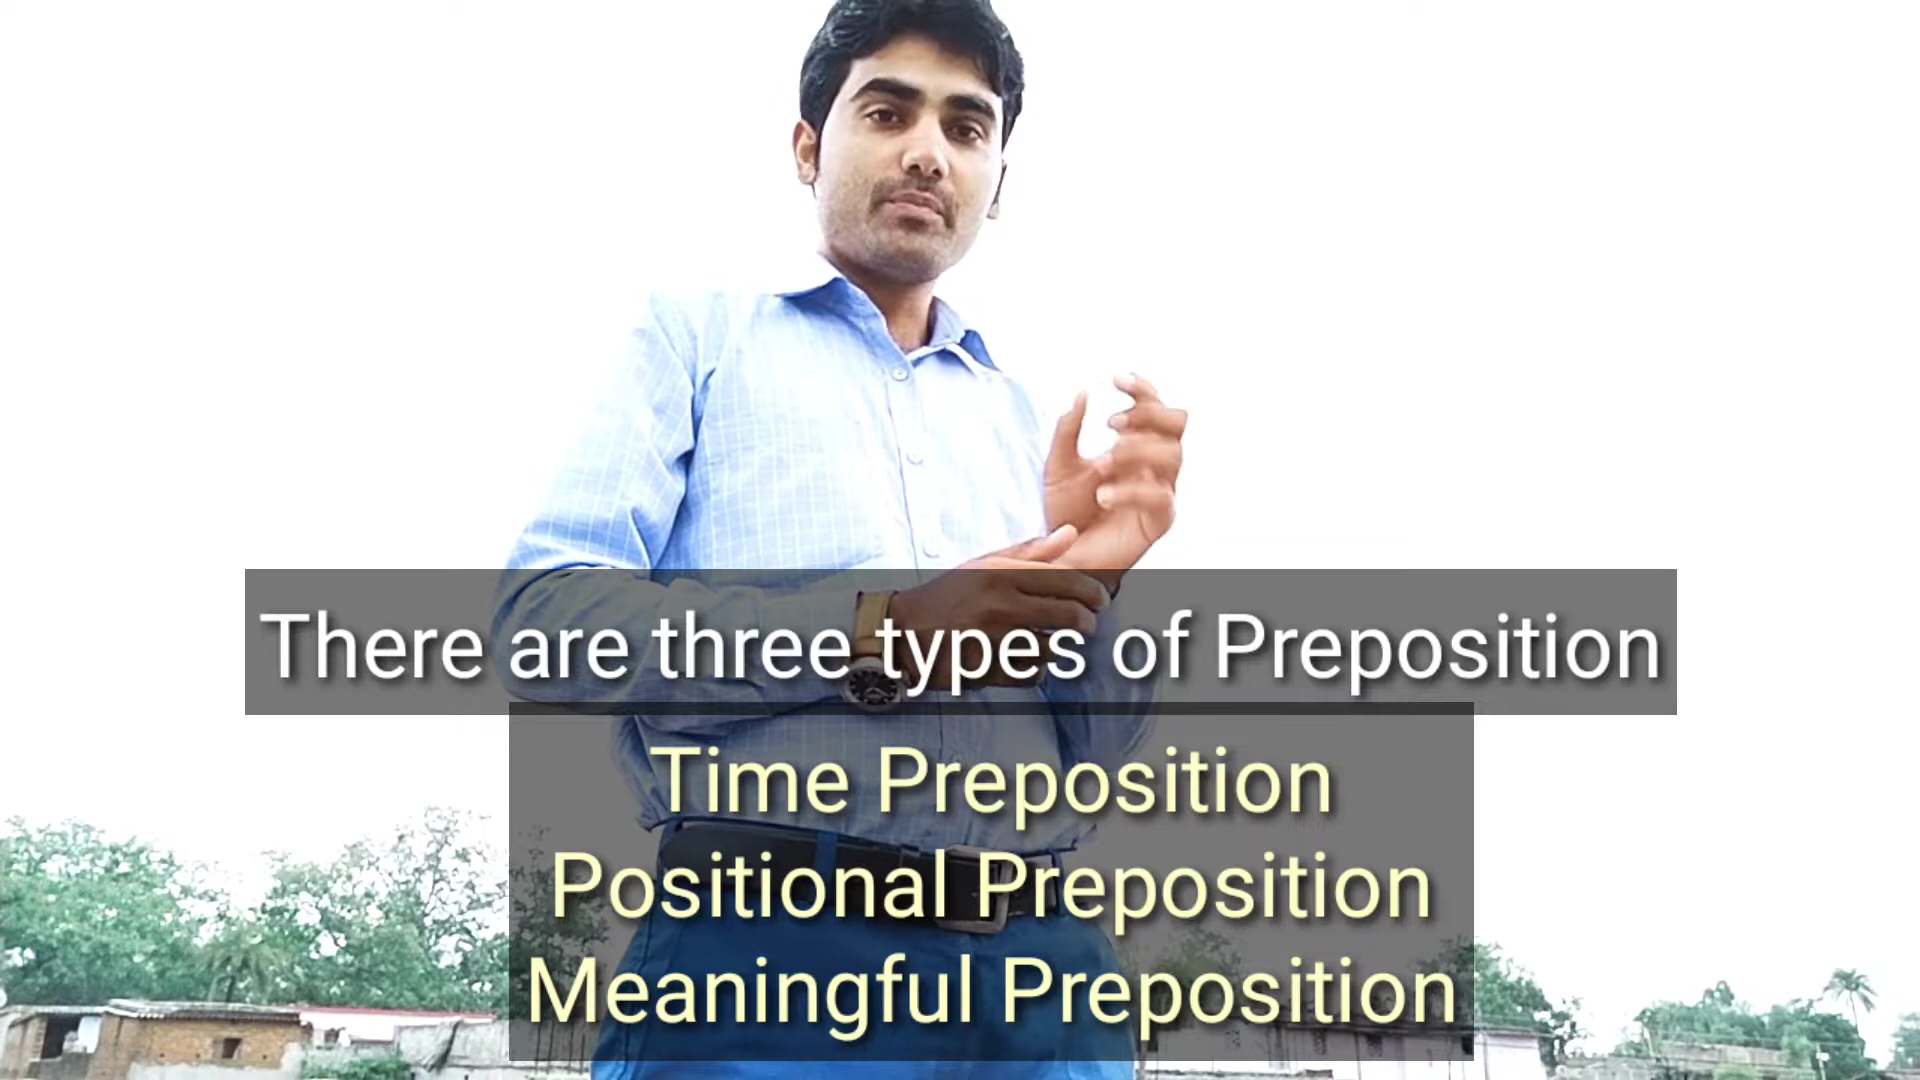 There are three types of Preposition
Time Preposition
Positional Preposition
Meaningful Preposition